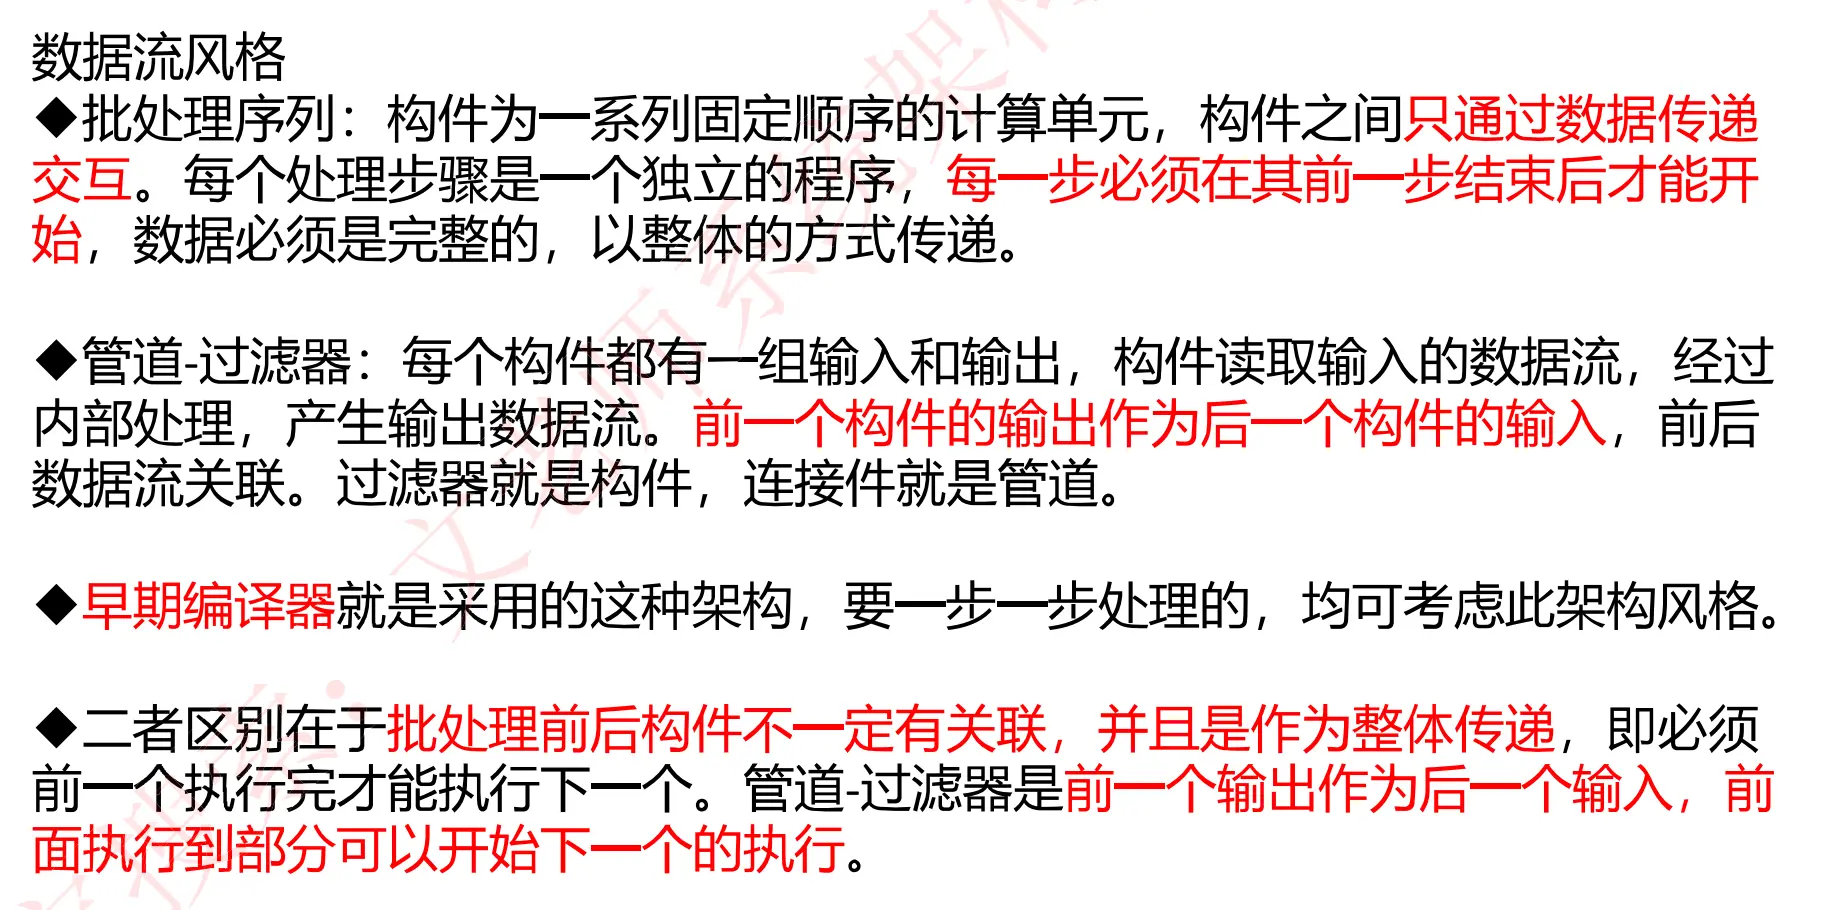 数据流风格
◆批处理序列：构件为一系列固定顺序的计算单元，构件之间只通过数据传递
交互。每个处理步骤是一个独立的程序，每一步必须在其前一步结束后才能开
始，数据必须是完整的，以整体的方式传递。
◆管道-过滤器：每个构件都有一组输入和输出，构件读取输入的数据流，经过
内部处理，产生输出数据流。前一个构件的输出作为后一个构件的输入，前后
数据流关联。过滤器就是构件，连接件就是管道。
◆早期编译器就是采用的这种架构，要一步一步处理的，均可考虑此架构风格。
◆二者区别在于批处理前后构件不一定有关联，并且是作为整体传递，即必须
前一个执行完才能执行下一个。管道-过滤器是前一个输出作为后一个输入，前
面执行到部分可以开始下一个的执行。
文老师系统架构
搜索：